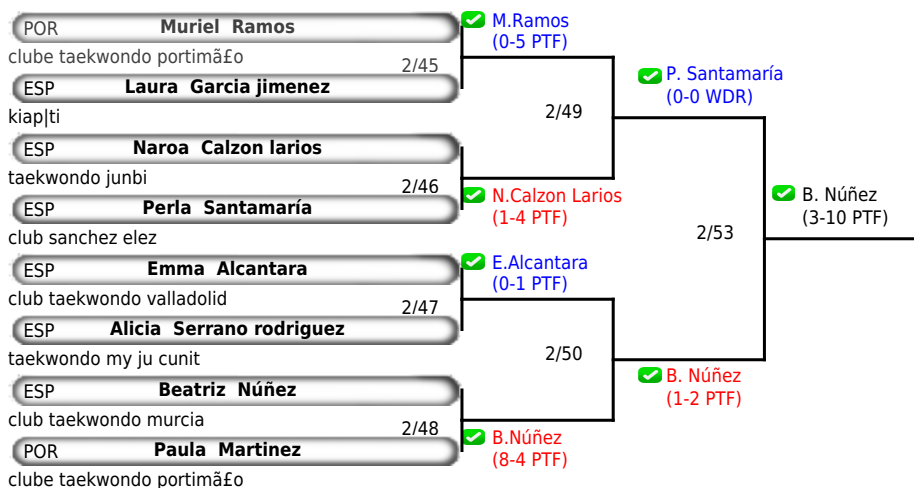 POR Muriel Ramos
clube taekwondo portimã£o
2/45
ESP Laura Garcia jimenez
kiap|ti
ESP Naroa Calzon larios
taekwondo junbi
2/46
ESP Perla Santamaría
club sanchez elez
ESP Emma Alcantara
club taekwondo valladolid
2/47
ESP Alicia Serrano rodriguez
taekwondo my ju cunit
ESP Beatriz Núñez
club taekwondo murcia
2/48
POR Paula Martinez
clube taekwondo portimã£o
M.Ramos
(0-5 PTF)
2/49
N.Calzon Larios
(1-4 PTF)
E.Alcantara
(0-1 PTF)
2/50
B.Núñez
(8-4 PTF)
P. Santamaría
(0-0 WDR)
2/53
B. Núñez
(1-2 PTF)
B. Núñez
(3-10 PTF)